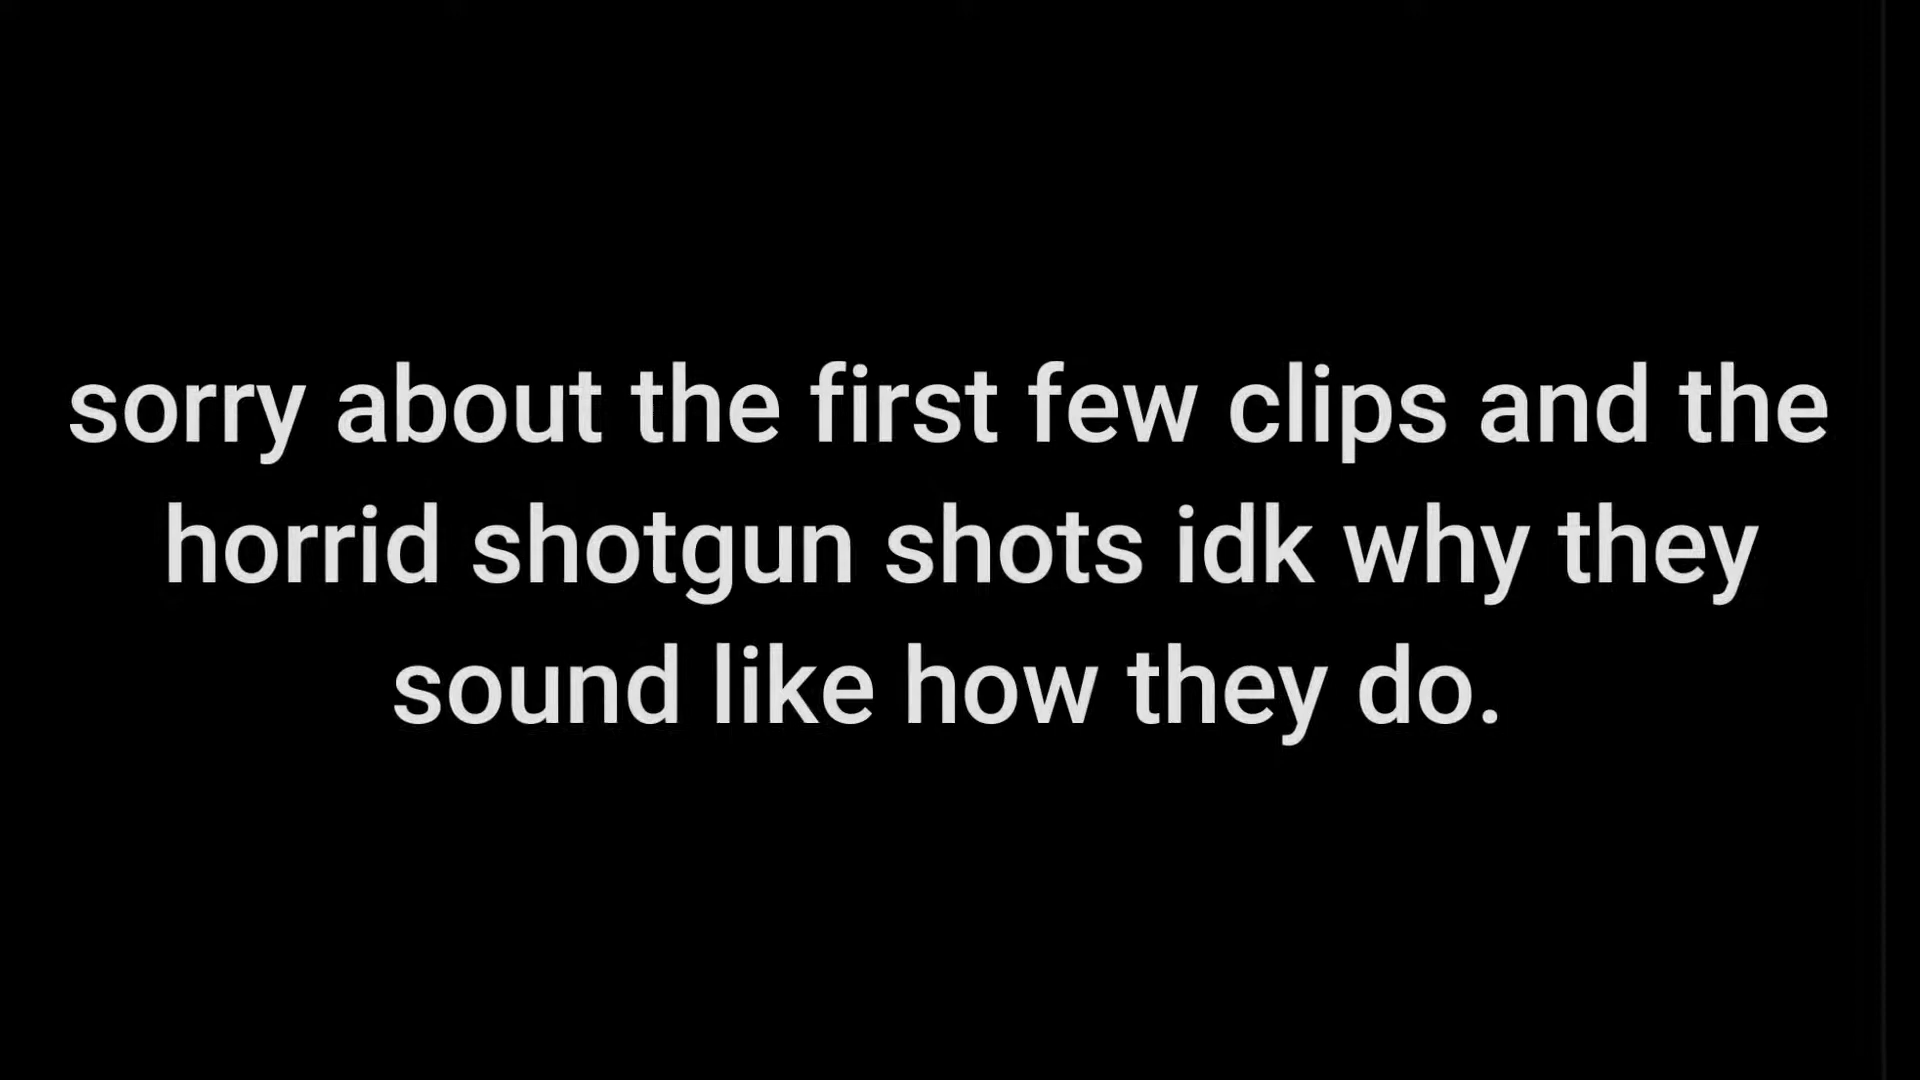 sorry about the first few clips and the
horrid shotgun shots idk why they
sound like how they do.